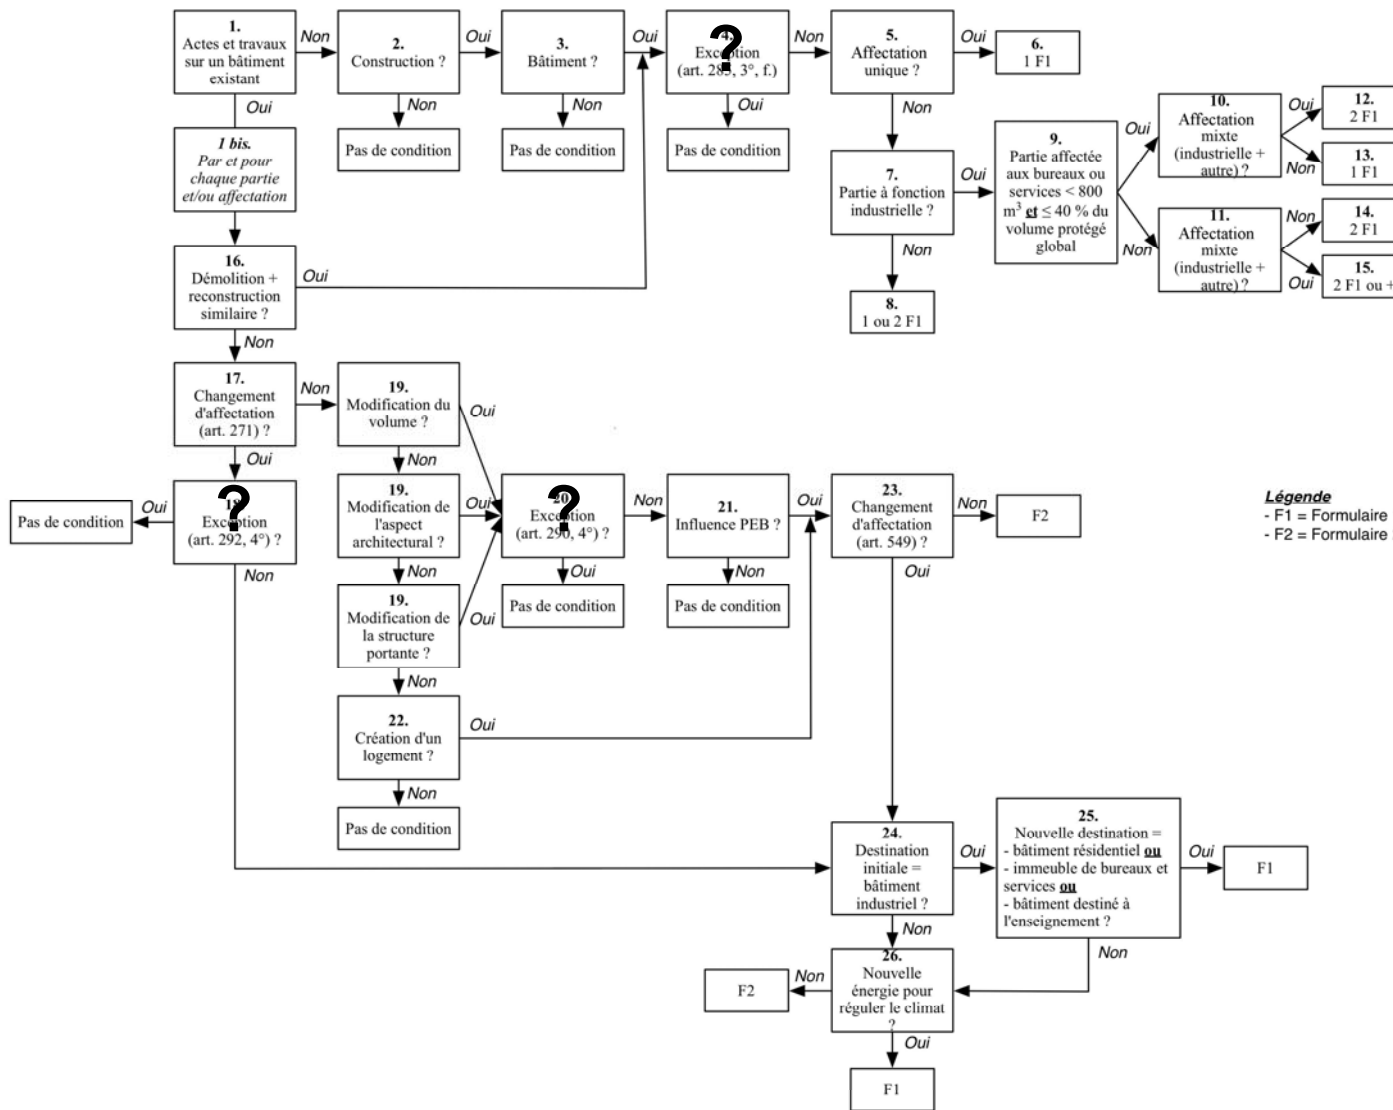 1.
Actes et travaux
sur un bâtiment
existant
Non
2.
Construction ?
Oui
3.
Bâtiment ?
Oui
?
Exception
Non
5.
Affectation
unique ?
Oui
6.
1 F1
Oui
Non
Non
Oui
Non
Pas de condition
Pas de condition
Pas de condition
1 bis.
Par et pour
chaque partie
et/ou affectation
7.
Partie à fonction
industrielle ?
Oui
9.
Partie affectée
aux bureaux ou
services < 800
m³ et ≤ 40 % du
volume protégé
global
Oui
Non
10.
Affectation
mixte
(industrielle +
autre) ?
Oui
12.
2 F1
Non
13.
1 F1
11.
Affectation
mixte
(industrielle +
autre) ?
Non
14.
2 F1
Oui
15.
2 F1 ou +
Non
8.
1 ou 2 F1
16.
Démolition +
reconstruction
similaire ?
Oui
Non
17.
Changement
d'affectation
(art. 271) ?
Non
19.
Modification du
volume ?
Oui
Oui
Non
Pas de condition
Oui
?
Exception
(art. 292, 4°) ?
Non
19.
Modification de
l'aspect
architectural ?
Oui
?
20.
Exception
(art. 290, 4°) ?
Non
21.
Influence PEB ?
Oui
23.
Changement
d'affectation
(art. 549) ?
Non
F2
Légende
- F1 = Formulaire
- F2 = Formulaire
Non
Oui
Non
Oui
Pas de condition
Pas de condition
19.
Modification de
la structure
portante ?
Oui
Non
22.
Création d'un
logement ?
Oui
Non
Pas de condition
24.
Destination
initiale =
bâtiment
industriel ?
Oui
25.
Nouvelle destination =
- bâtiment résidentiel ou
- immeuble de bureaux et
services ou
- bâtiment destiné à
l'enseignement ?
Oui
F1
Non
Non
26.
Nouvelle
énergie pour
réguler le climat
?
Non
F2
Oui
F1